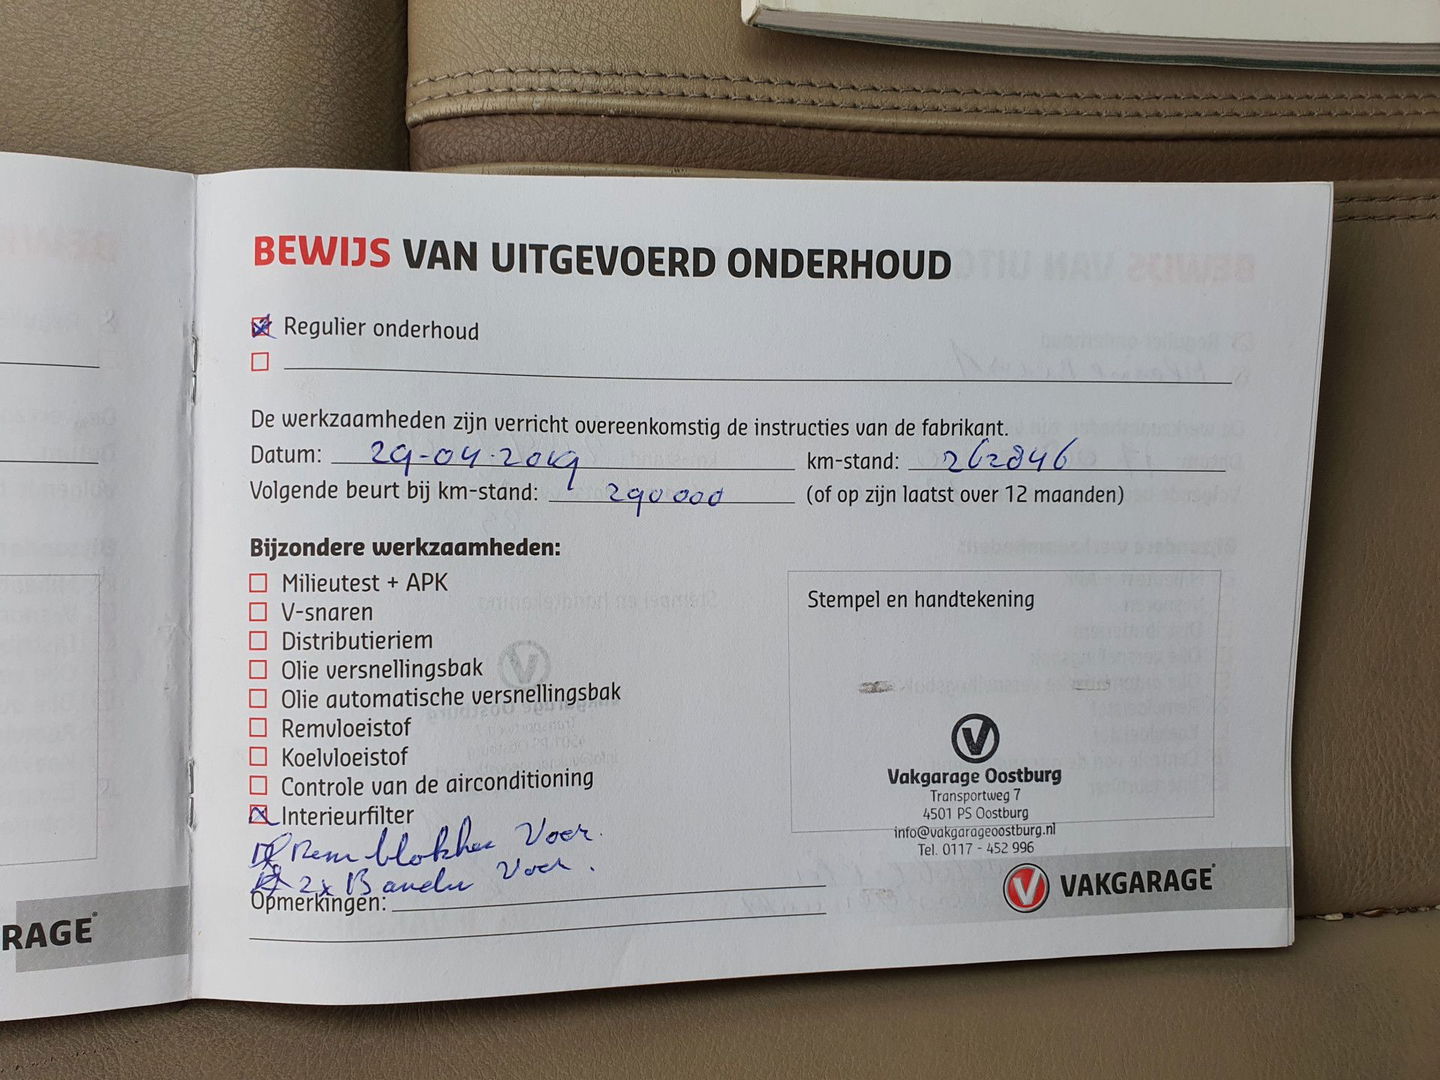 BEWIJS VAN UITGEVOERD ONDERHOUD
Regulier onderhoud
De werkzaamheden zijn verricht overeenkomstig de instructies van de fabrikant.
Datum: 29-04-2019 km-stand: 262846
Volgende beurt bij km-stand: 290 000 (of op zijn laatst over 12 maanden)
Bijzondere werkzaamheden:
Milieutest + APK
V-snaren
Distributieriem
Olie versnellingsbak
Olie automatische versnellingsbak
Remvloeistof
Koelvloeistof
Controle van de airconditioning
Interieurfilter
Rem blokken Voor.
2x Banden Voor.
Opmerkingen:
Stempel en handtekening
Vakgarage Oostburg
Transportweg 7
4501 PS Oostburg
info@vakgarageoostburg.nl
Tel. 0117 - 452 996
VAKGARAGE
RAGE